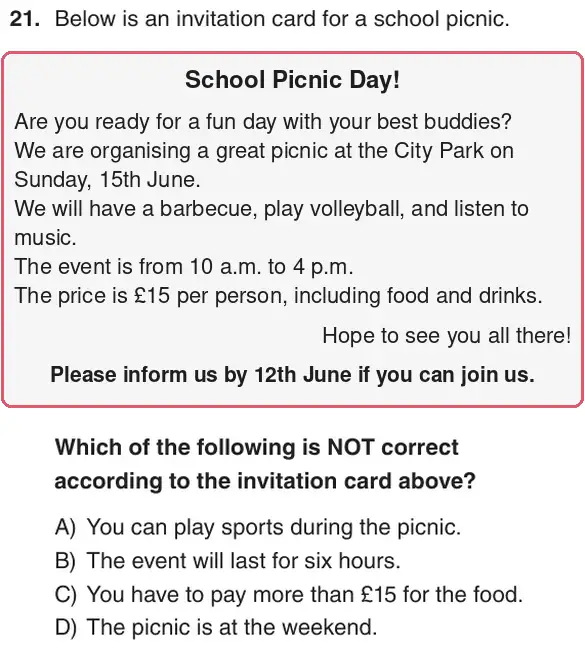 21. Below is an invitation card for a school picnic.
School Picnic Day!
Are you ready for a fun day with your best buddies?
We are organising a great picnic at the City Park on
Sunday, 15th June.
We will have a barbecue, play volleyball, and listen to
music.
The event is from 10 a.m. to 4 p.m.
The price is £15 per person, including food and drinks.
Hope to see you all there!
Please inform us by 12th June if you can join us.
Which of the following is NOT correct
according to the invitation card above?
A) You can play sports during the picnic.
B) The event will last for six hours.
C) You have to pay more than £15 for the food.
D) The picnic is at the weekend.